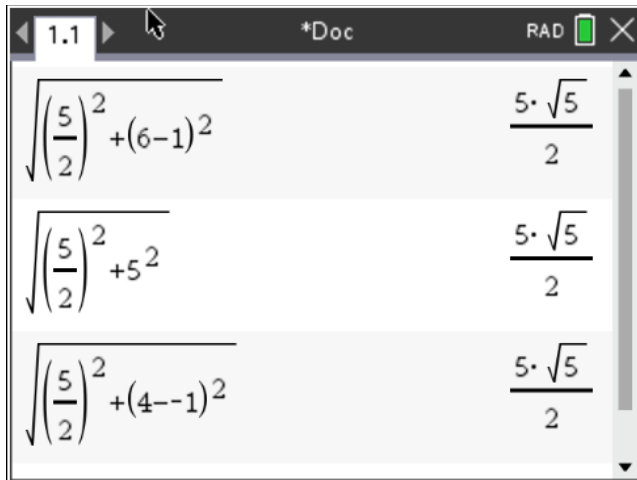 1.1 *Doc RAD
√((5/2)^2+(6−1)^2) 5·√5/2
√((5/2)^2+5^2) 5·√5/2
√((5/2)^2+(4−-1)^2) 5·√5/2